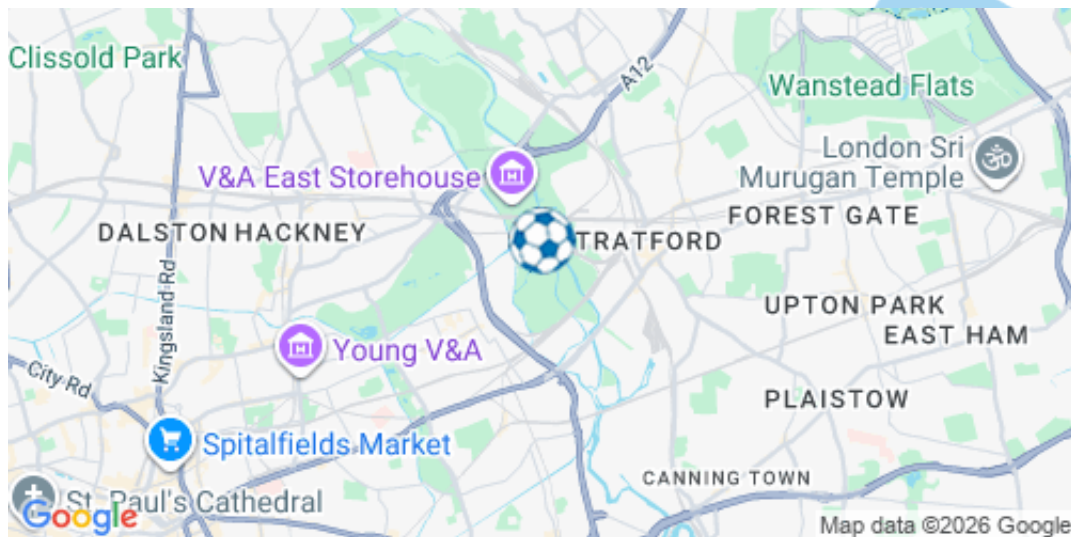 Clissold Park
A12
Wanstead Flats
London Sri
Murugan Temple
V&A East Storehouse
FOREST GATE
DALSTON
HACKNEY
TRATFORD
UPTON PARK
EAST HAM
Kingsland Rd
Young V&A
City Rd
PLAISTOW
Spitalfields Market
CANNING TOWN
St. Paul's Cathedral
Google
Map data ©2026 Google